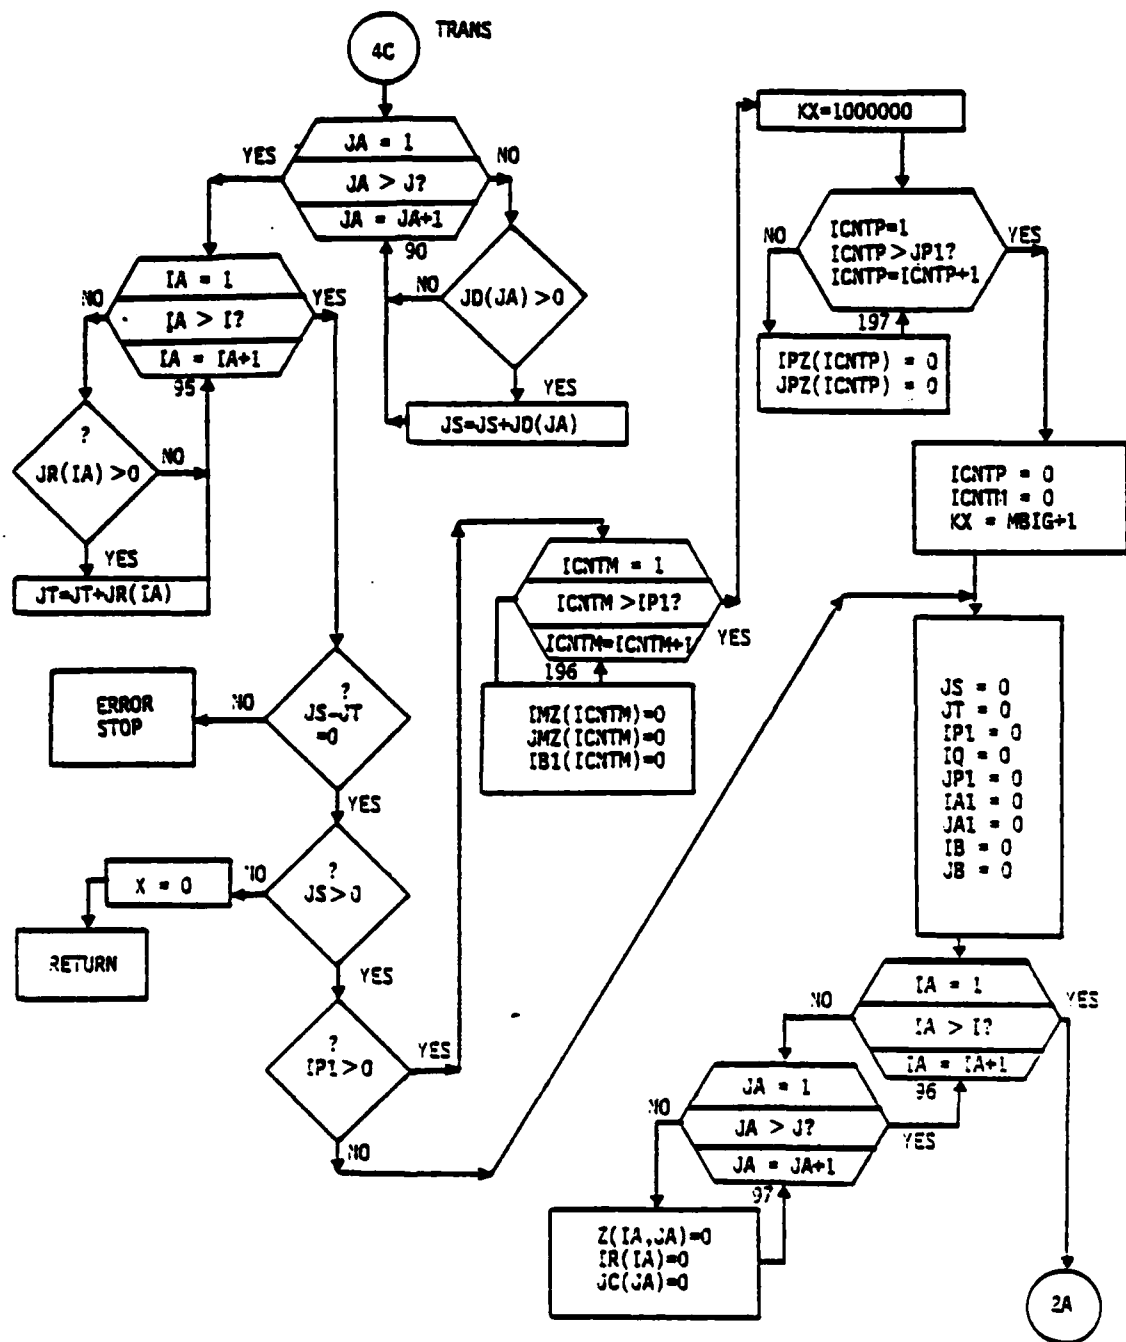 4C
TRANS
JA = 1
JA > J?
JA = JA+1
YES
NO
90
JD(JA) >0
NO
YES
JS=JS+JD(JA)
IA = 1
IA > I?
IA = IA+1
NO
YES
95
?
JR(IA) >0
NO
YES
JT=JT+JR(IA)
?
JS-JT
=0
NO
ERROR
STOP
YES
?
JS > 0
NO
X = 0
RETURN
YES
?
IP1 > 0
YES
NO
ICNTM = 1
ICNTM >IP1?
ICNTM=ICNTM+1
YES
196
IMZ(ICNTM)=0
JMZ(ICNTM)=0
IB1(ICNTM)=0
KX=1000000
ICNTP=1
ICNTP > JP1?
ICNTP=ICNTP+1
NO
YES
197
IPZ(ICNTP) = 0
JPZ(ICNTP) = 0
ICNTP = 0
ICNTM = 0
KX = MBIG+1
JS = 0
JT = 0
IP1 = 0
IQ = 0
JP1 = 0
IA1 = 0
JA1 = 0
IB = 0
JB = 0
IA = 1
IA > I?
IA = IA+1
NO
YES
96
JA = 1
JA > J?
JA = JA+1
NO
YES
97
Z(IA,JA)=0
IR(IA)=0
JC(JA)=0
2A